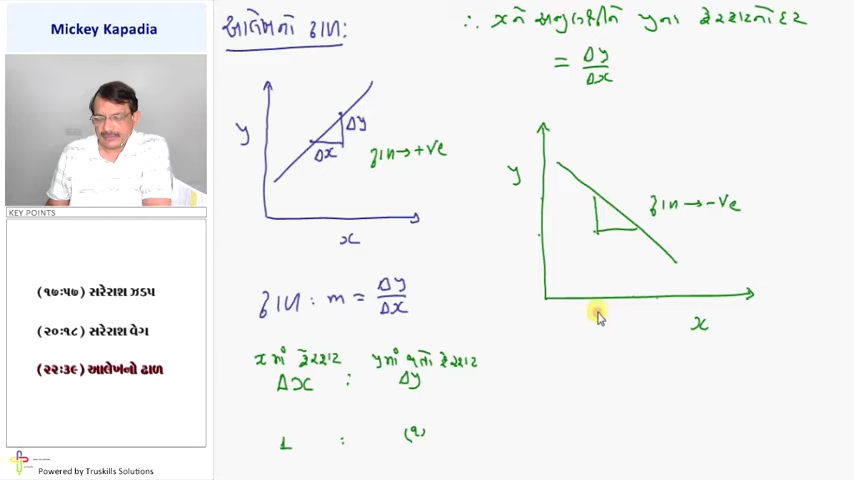 Mickey Kapadia
KEY POINTS
(૧૭:૫૭) સરેરાશ ઝડપ
(૨૦:૧૮) સરેરાશ વેગ
(૨૨:૩૯) આલેખનો ઢાળ
Powered by Truskills Solutions
આલેખનો ઢાળ:
y
Δy
Δx
ઢાળ → +ve
x
ઢાળ : m = Δy/Δx
x માં ફેરફાર y માં થતો ફેરફાર
Δx : Δy
1 : (?)
∴ x ને અનુલક્ષીને y ના ફેરફારનો દર
= Δy/Δx
y
ઢાળ → -ve
x